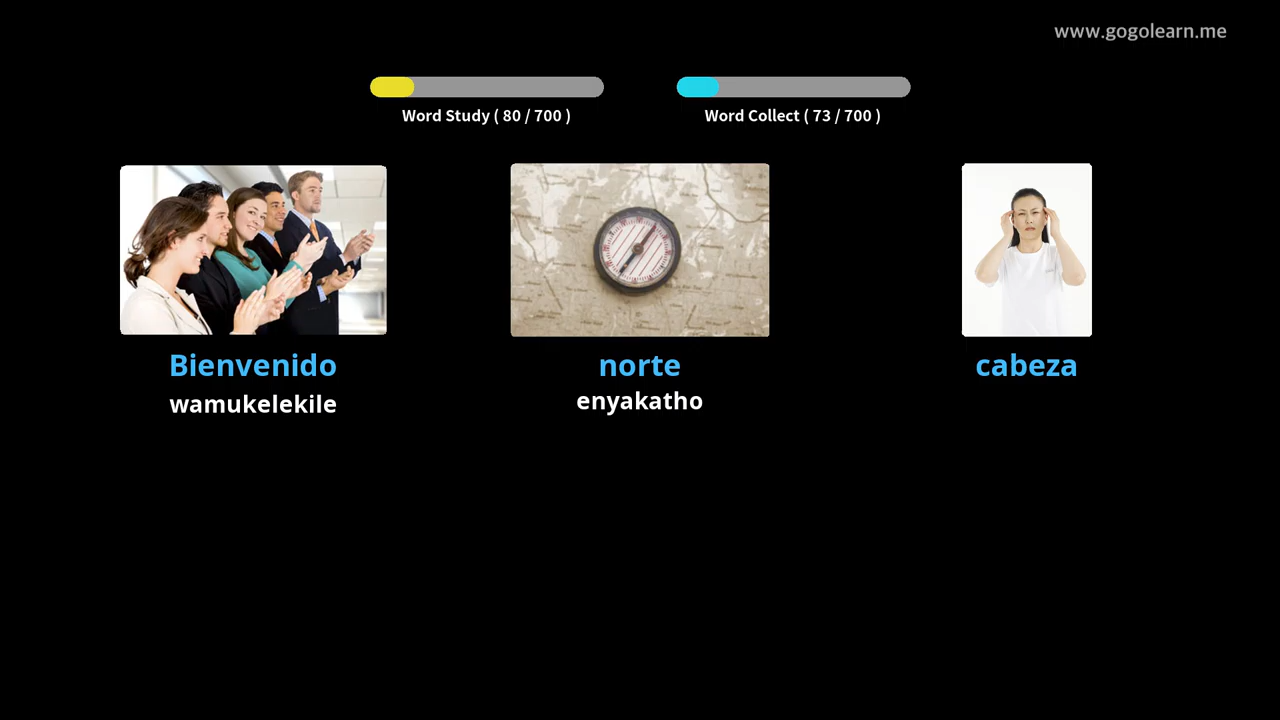 www.gogolearn.me
Word Study ( 80 / 700 )
Word Collect ( 73 / 700 )
Bienvenido
wamukelekile
norte
enyakatho
cabeza